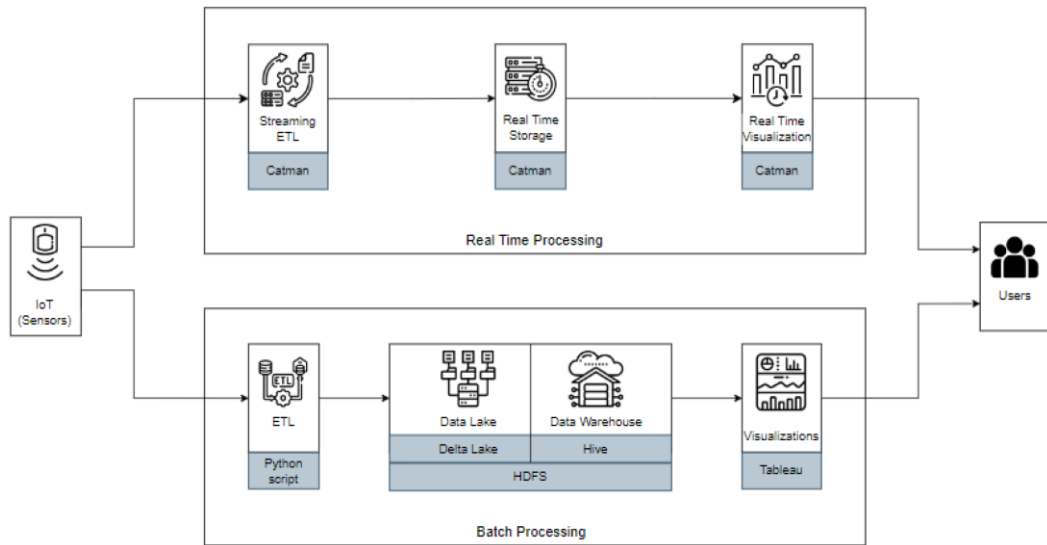 Streaming
ETL
Catman
Real Time
Storage
Catman
Real Time
Visualization
Catman
Real Time Processing
IoT
(Sensors)
Users
ETL
ETL
Python
script
Data Lake
Delta Lake
Data Warehouse
Hive
HDFS
Visualizations
Tableau
Batch Processing